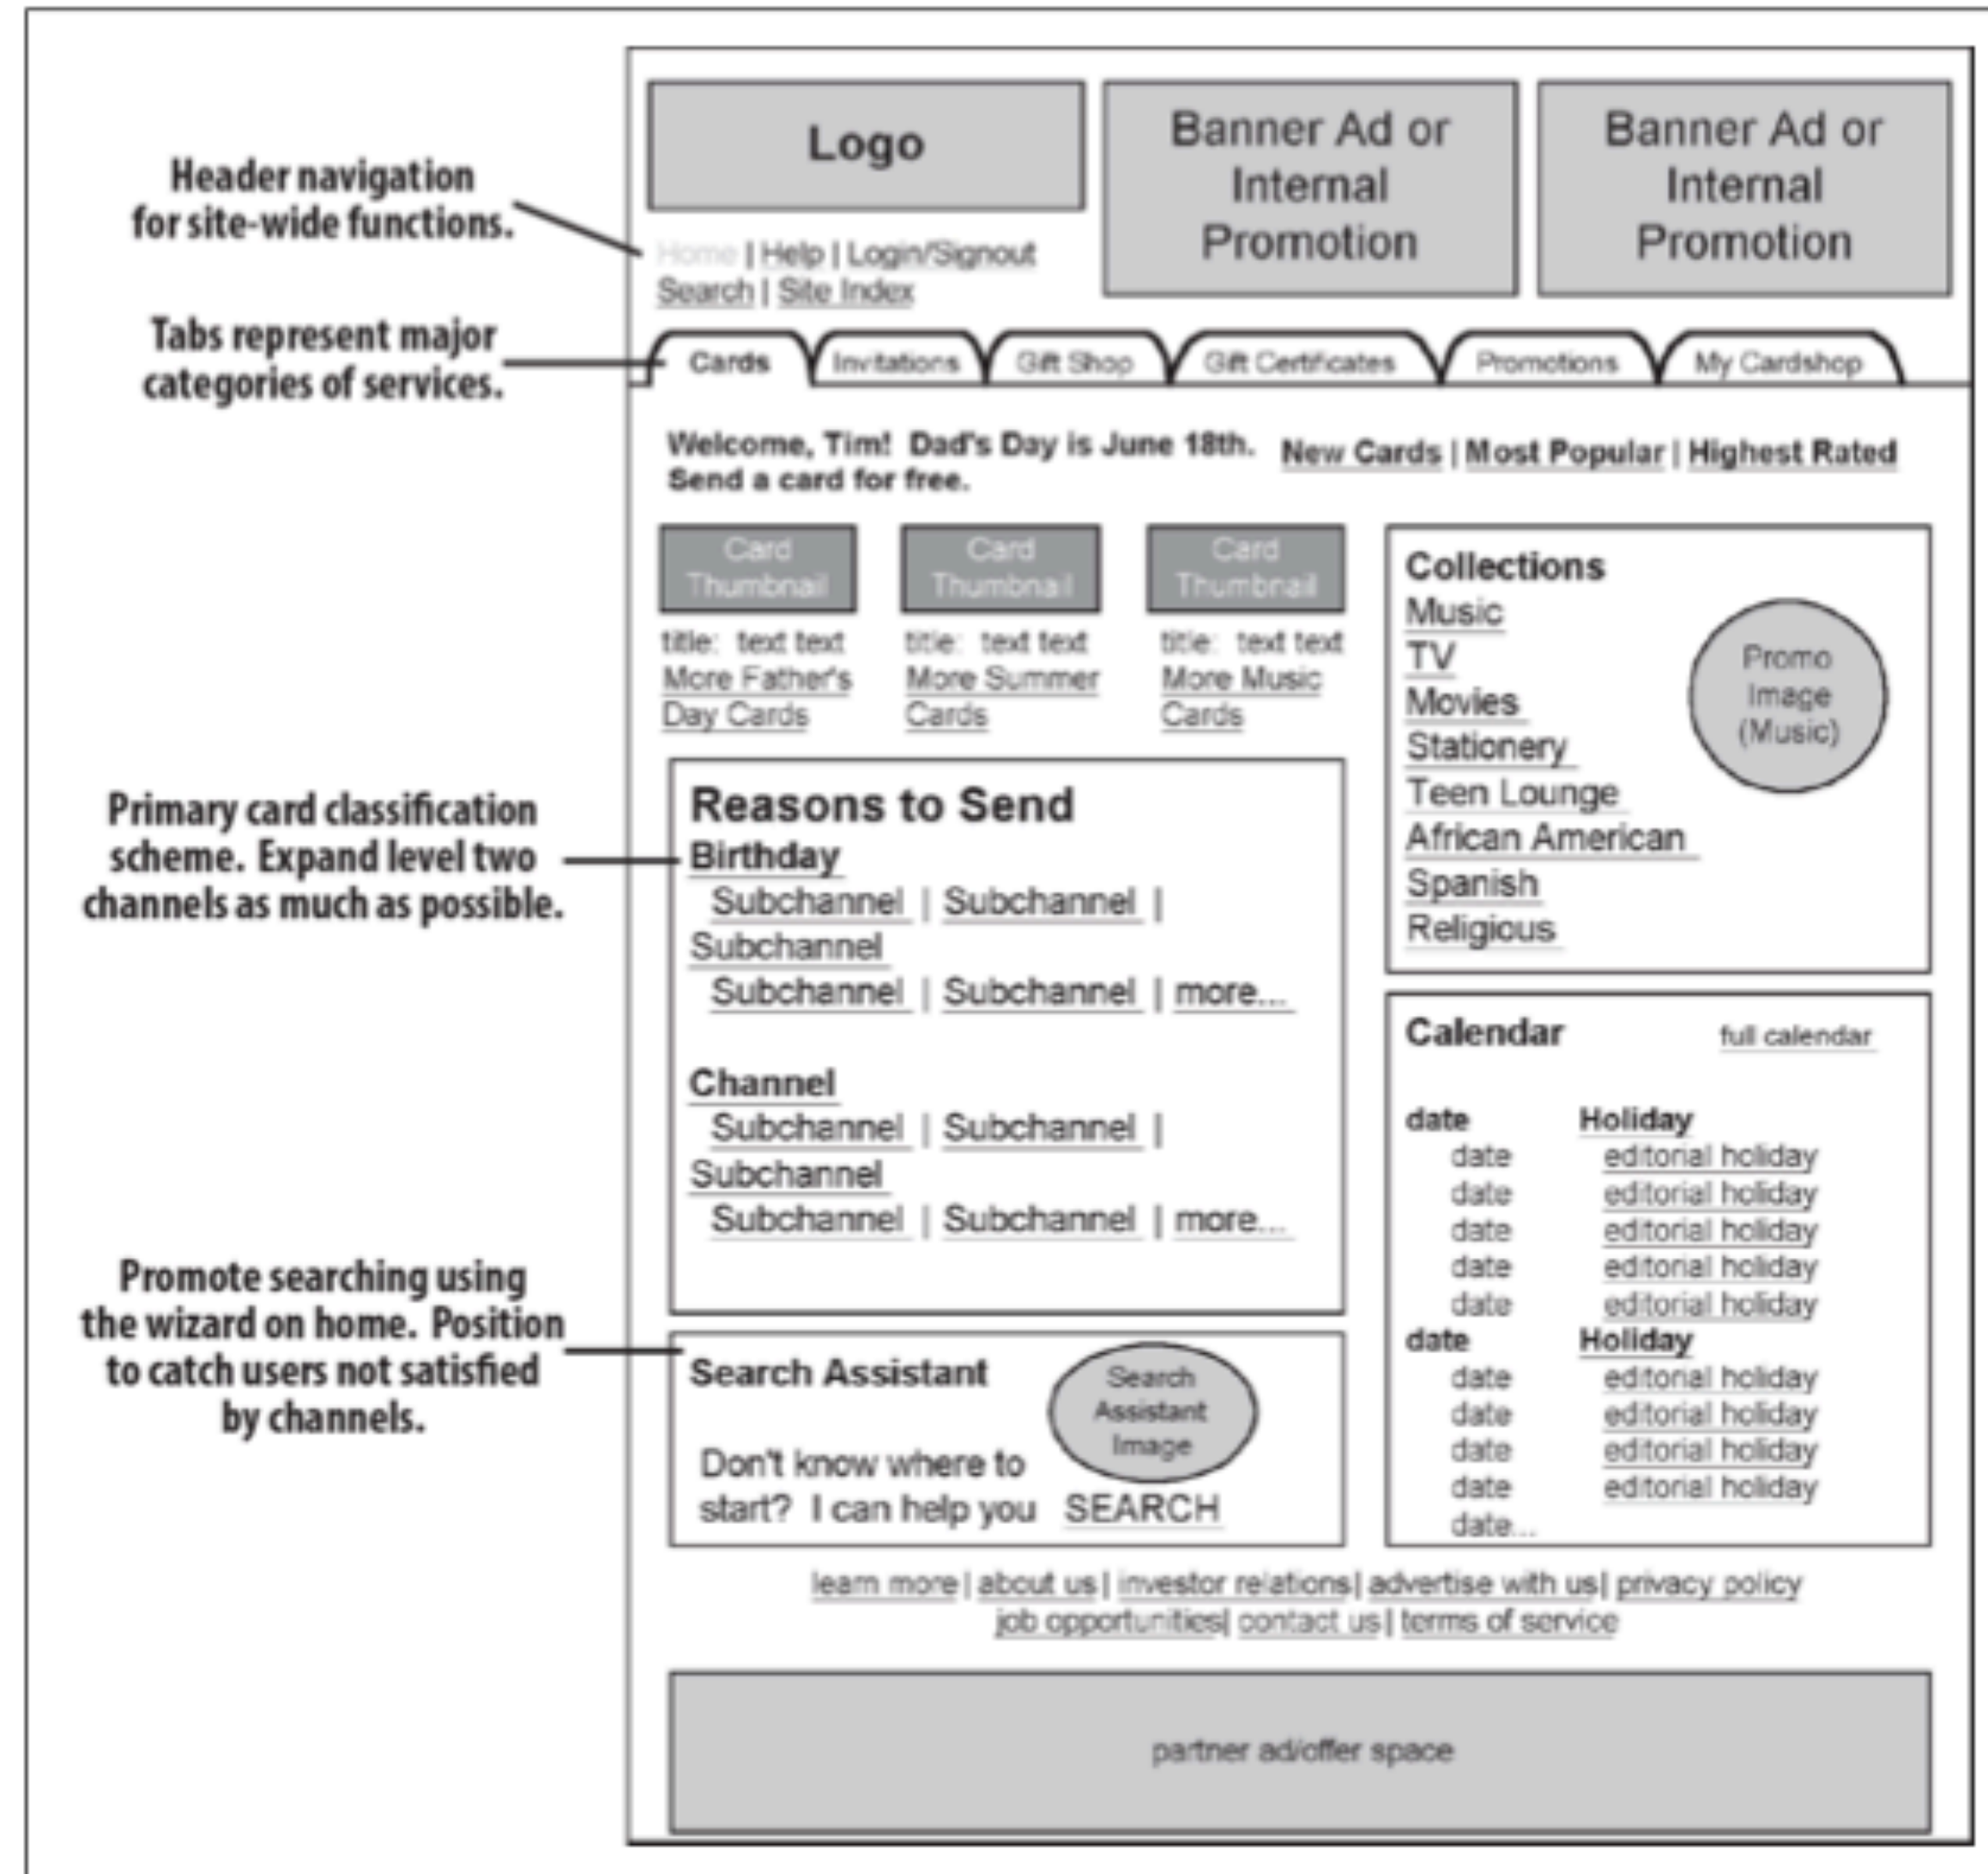 Header navigation
for site-wide functions.
Tabs represent major
categories of services.
Primary card classification
scheme. Expand level two
channels as much as possible.
Promote searching using
the wizard on home. Position
to catch users not satisfied
by channels.
Logo
Banner Ad or
Internal
Promotion
Banner Ad or
Internal
Promotion
Home | Help | Login/Signout
Search | Site Index
Cards Invitations Gift Shop Gift Certificates Promotions My Cardshop
Welcome, Tim! Dad's Day is June 18th.
Send a card for free.
New Cards | Most Popular | Highest Rated
Card
Thumbnail
title: text text
More Father's
Day Cards
Card
Thumbnail
title: text text
More Summer
Cards
Card
Thumbnail
title: text text
More Music
Cards
Collections
Music
TV
Movies
Stationery
Teen Lounge
African American
Spanish
Religious
Promo
Image
(Music)
Reasons to Send
Birthday
Subchannel | Subchannel |
Subchannel
Subchannel | Subchannel | more...
Channel
Subchannel | Subchannel |
Subchannel
Subchannel | Subchannel | more...
Calendar full calendar
date Holiday
date editorial holiday
date editorial holiday
date editorial holiday
date editorial holiday
date editorial holiday
date Holiday
date editorial holiday
date editorial holiday
date editorial holiday
date editorial holiday
date...
Search Assistant
Search
Assistant
Image
Don't know where to
start? I can help you SEARCH
learn more | about us | investor relations | advertise with us | privacy policy
job opportunities | contact us | terms of service
partner ad/offer space